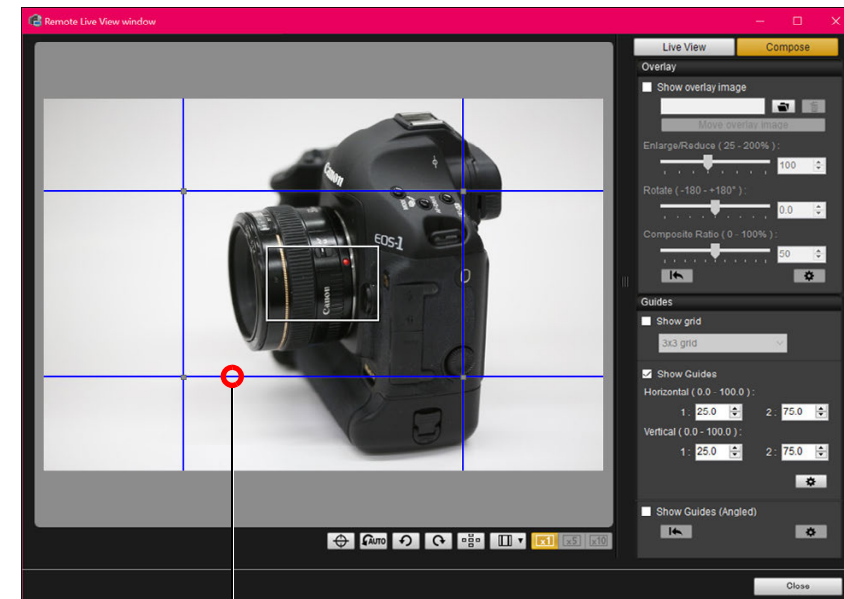 Remote Live View window
Live View Compose
Overlay
Show overlay image
Move overlay image
Enlarge/Reduce ( 25 - 200% ) :
100
Rotate ( -180 - +180° ) :
0.0
Composite Ratio ( 0 - 100% ) :
50
Guides
Show grid
3x3 grid
Show Guides
Horizontal ( 0.0 - 100.0 ) :
1 : 25.0 2 : 75.0
Vertical ( 0.0 - 100.0 ) :
1 : 25.0 2 : 75.0
Show Guides (Angled)
Canon
EOS-1
Canon
AUTO x1 x5 x10
Close